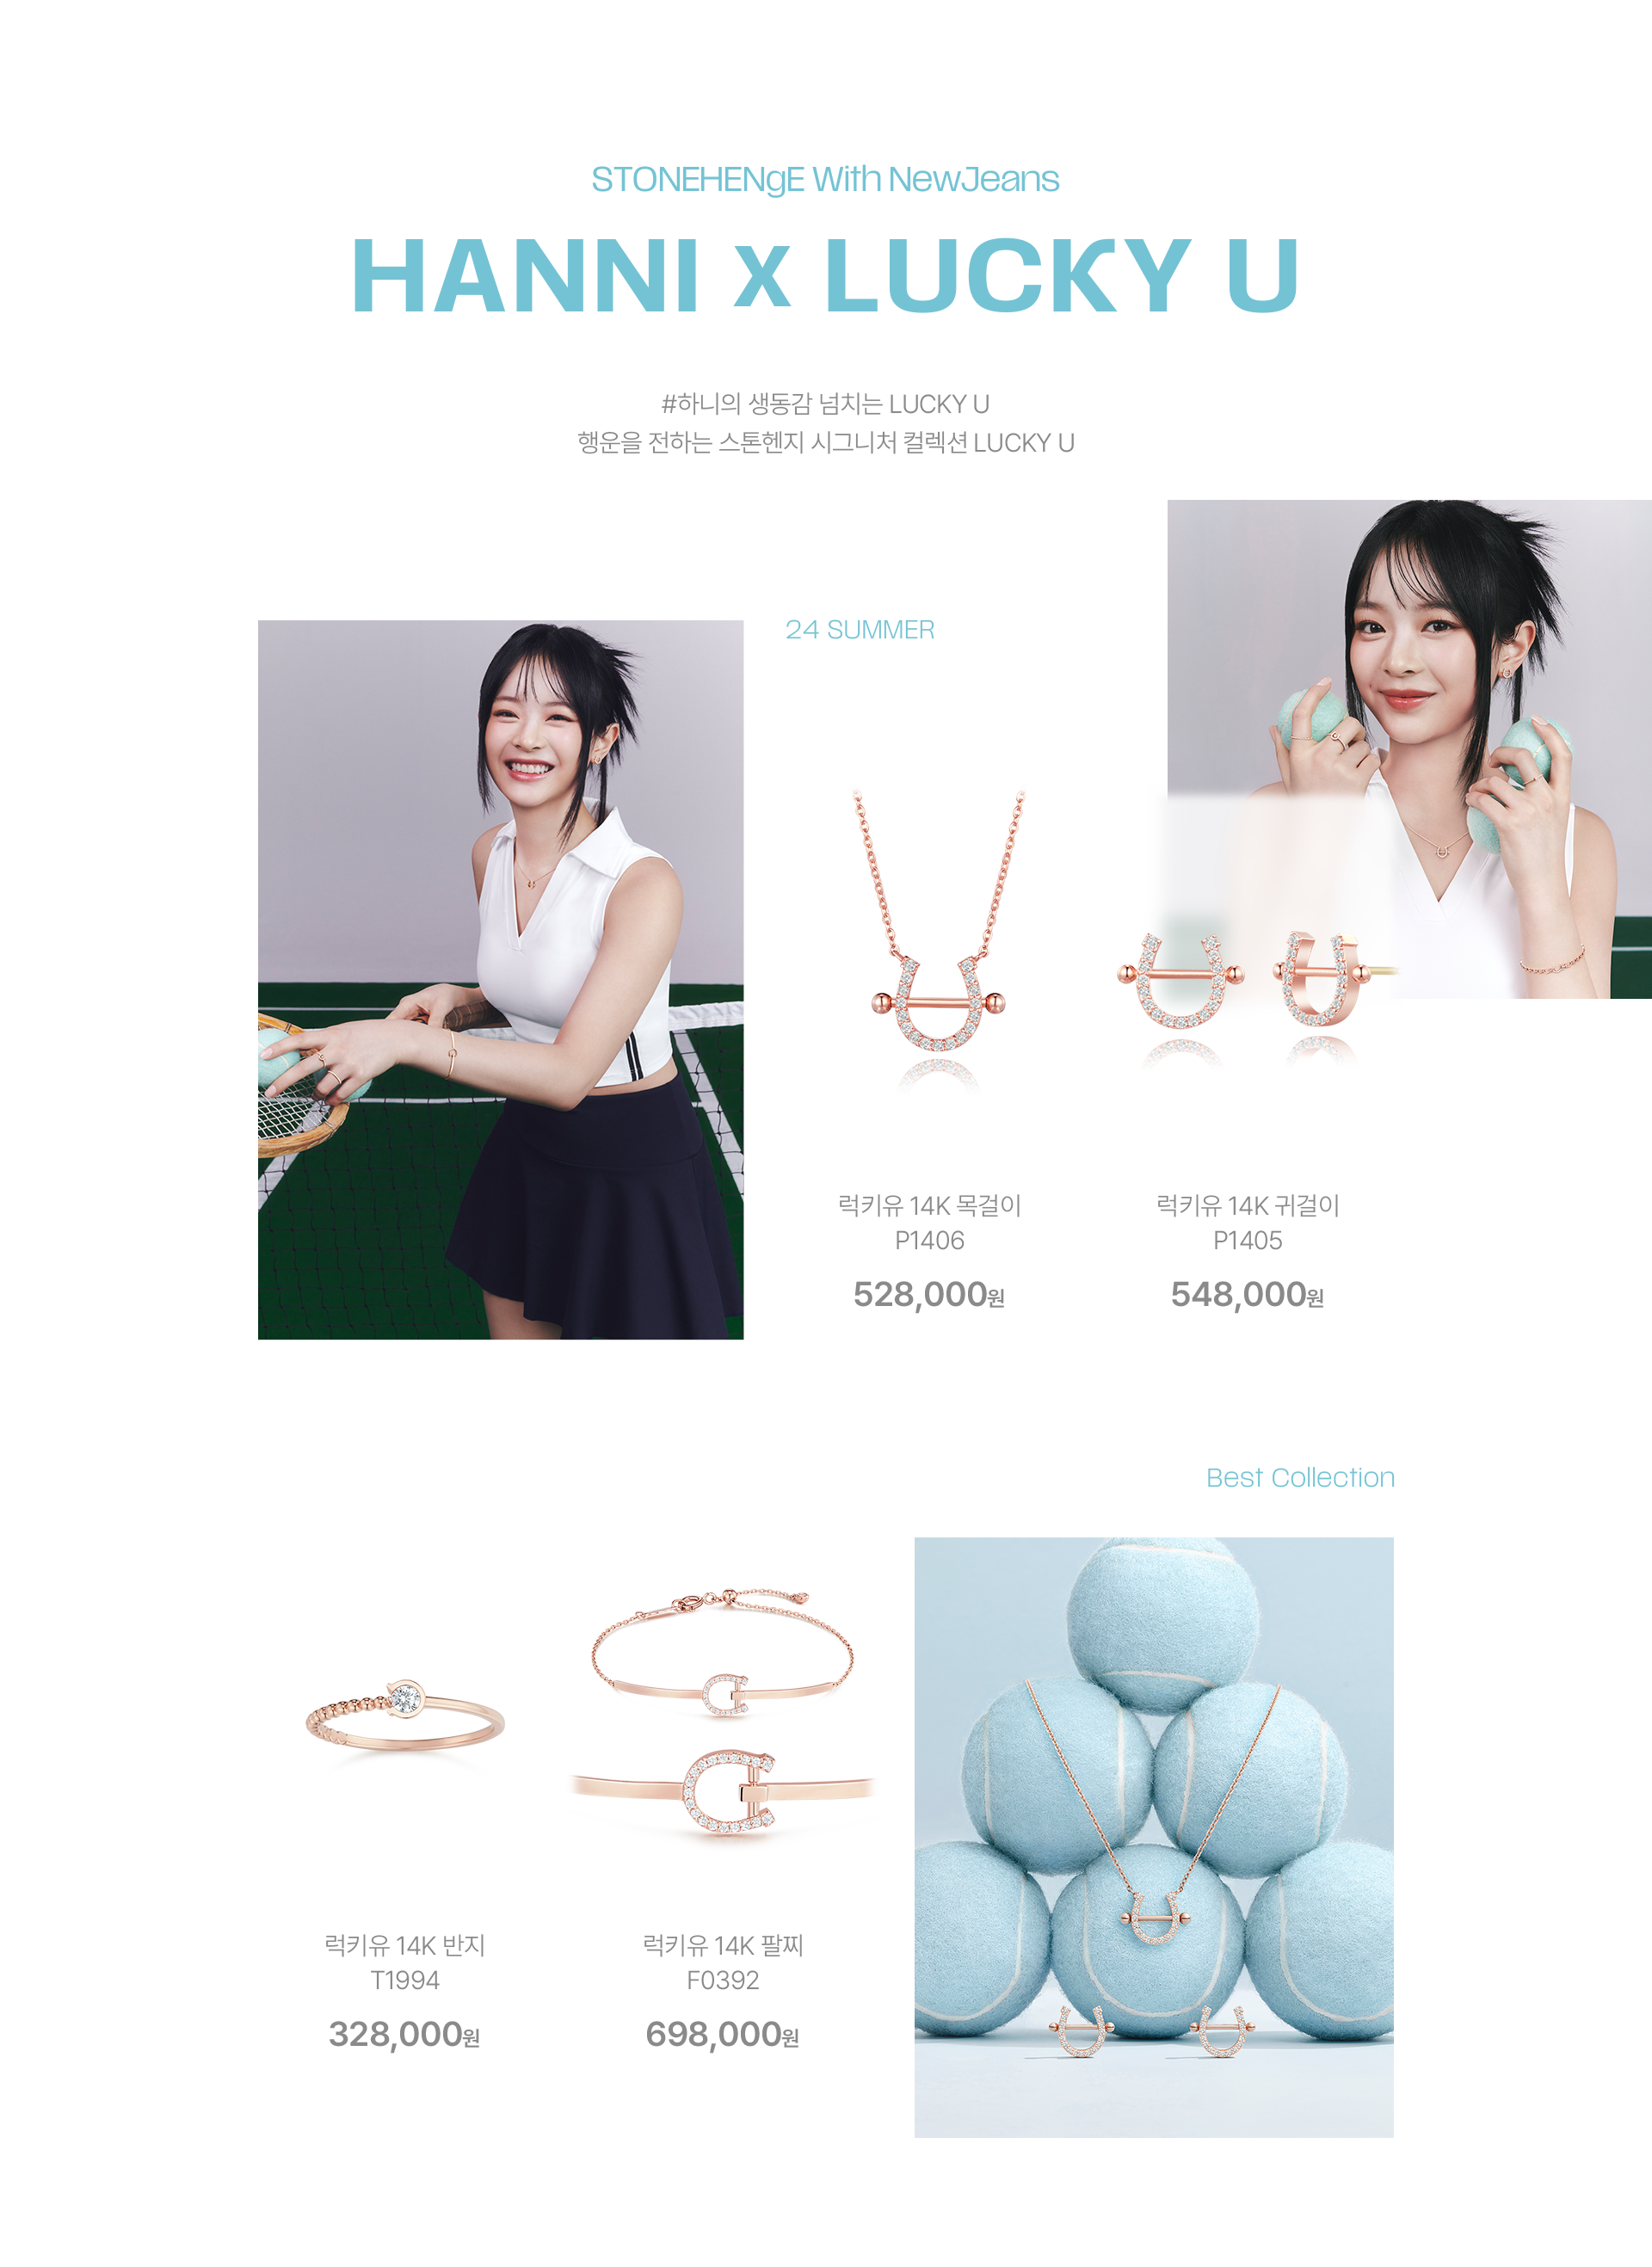 STONEHENgE With NewJeans
HANNI x LUCKY U
#하니의 생동감 넘치는 LUCKY U
행운을 전하는 스톤헨지 시그니처 컬렉션 LUCKY U
24 SUMMER
럭키유 14K 목걸이
P1406
528,000원
럭키유 14K 귀걸이
P1405
548,000원
Best Collection
럭키유 14K 반지
T1994
328,000원
럭키유 14K 팔찌
F0392
698,000원